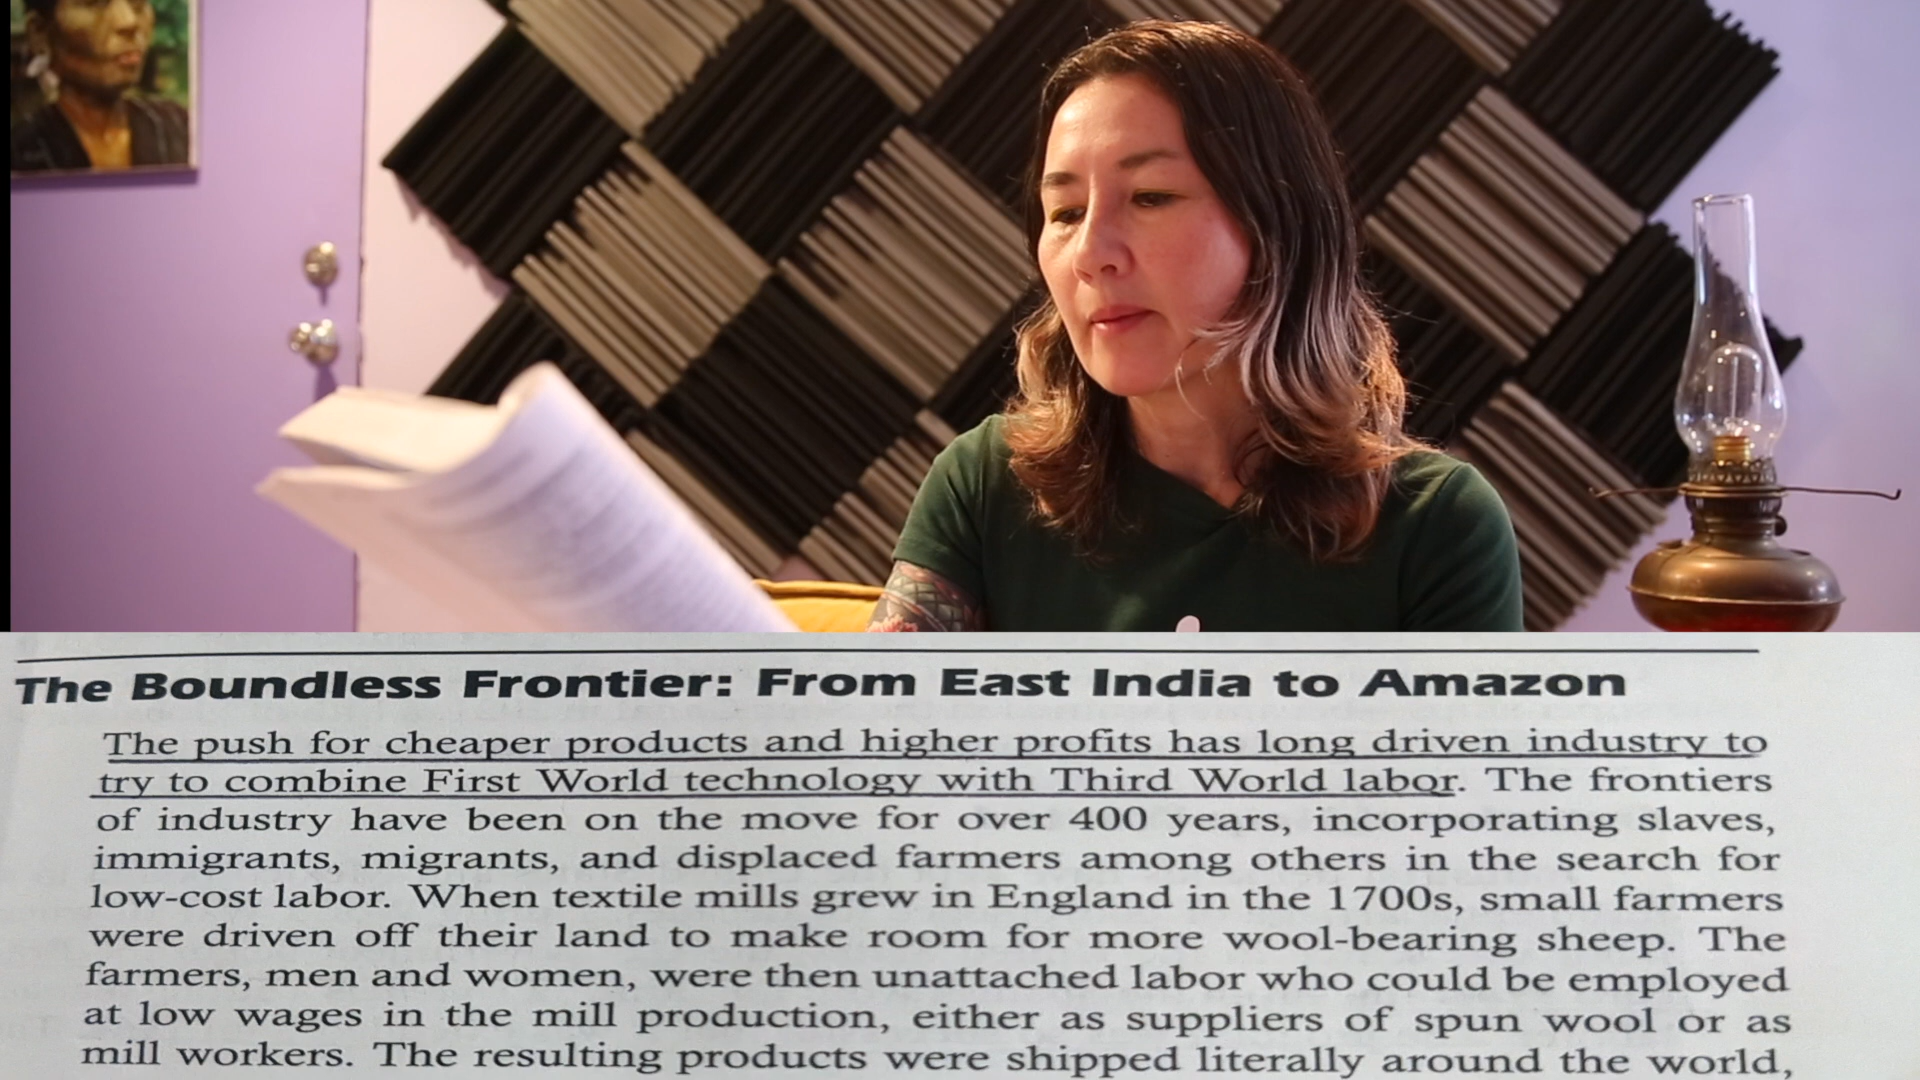 The Boundless Frontier: From East India to Amazon
The push for cheaper products and higher profits has long driven industry to
try to combine First World technology with Third World labor. The frontiers
of industry have been on the move for over 400 years, incorporating slaves,
immigrants, migrants, and displaced farmers among others in the search for
low-cost labor. When textile mills grew in England in the 1700s, small farmers
were driven off their land to make room for more wool-bearing sheep. The
farmers, men and women, were then unattached labor who could be employed
at low wages in the mill production, either as suppliers of spun wool or as
mill workers. The resulting products were shipped literally around the world,